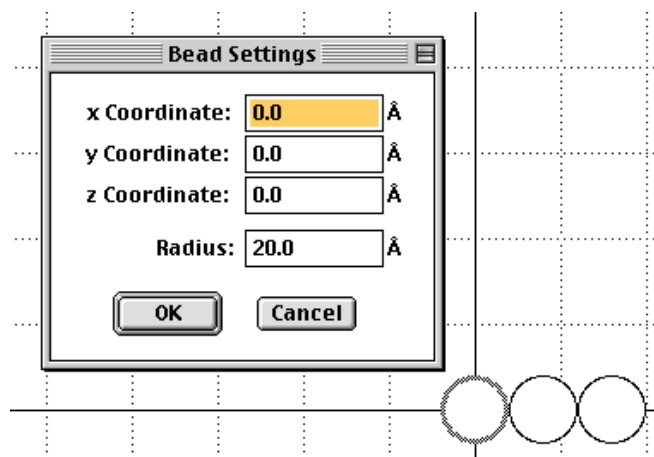 Bead Settings
x Coordinate: 0.0 Å
y Coordinate: 0.0 Å
z Coordinate: 0.0 Å
Radius: 20.0 Å
OK Cancel